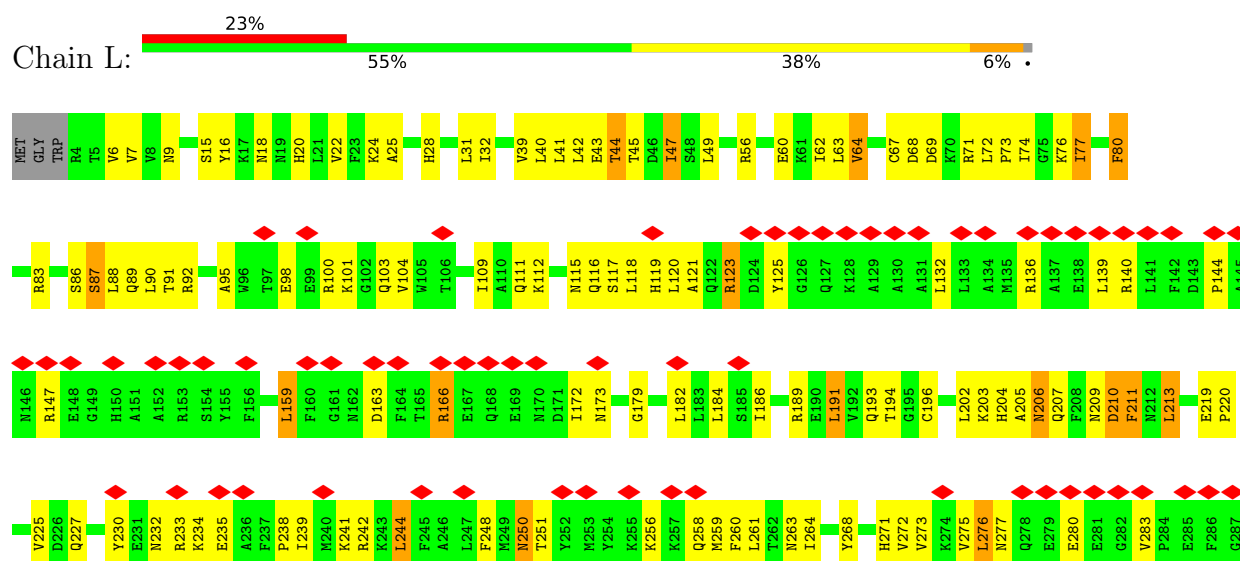 23%
Chain L:
55% 38% 6% •
MET GLY TRP R4 T5 V6 V7 V8 N9 S15 Y16 K17 N18 N19 H20 L21 V22 F23 K24 A25 H28 L31 I32 V39 L40 L41 L42 E43 T44 T45 D46 I47 S48 L49 R56 E60 K61 I62 L63 V64 C67 D68 D69 K70 R71 L72 P73 I74 G75 K76 I77 F80
R83 S86 S87 L88 Q89 L90 T91 R92 A95 W96 T97 E98 E99 R100 K101 G102 Q103 V104 W105 T106 I109 A110 Q111 K112 N115 Q116 S117 L118 H119 L120 A121 Q122 R123 D124 Y125 G126 Q127 K128 A129 A130 A131 L132 L133 A134 M135 R136 A137 E138 L139 R140 L141 F142 D143 P144 A145
N146 R147 E148 G149 H150 A151 A152 R153 S154 Y155 F156 L159 F160 G161 N162 D163 F164 T165 R166 E167 Q168 E169 N170 D171 I172 N173 G179 L182 L183 L184 S185 I186 R189 E190 L191 V192 Q193 T194 G195 C196 L202 K203 H204 A205 N206 Q207 F208 N209 D210 F211 N212 L213 E219 P220
V225 D226 Q227 Y230 E231 N232 R233 K234 E235 A236 F237 P238 I239 M240 K241 R242 K243 L244 F245 A246 L247 F248 M249 N250 T251 Y252 M253 Y254 K255 K256 K257 Q258 M259 F260 L261 T262 N263 I264 Y268 H271 V272 V273 K274 V275 L276 N277 Q278 E279 E280 E281 G282 V283 P284 E285 F286 G287